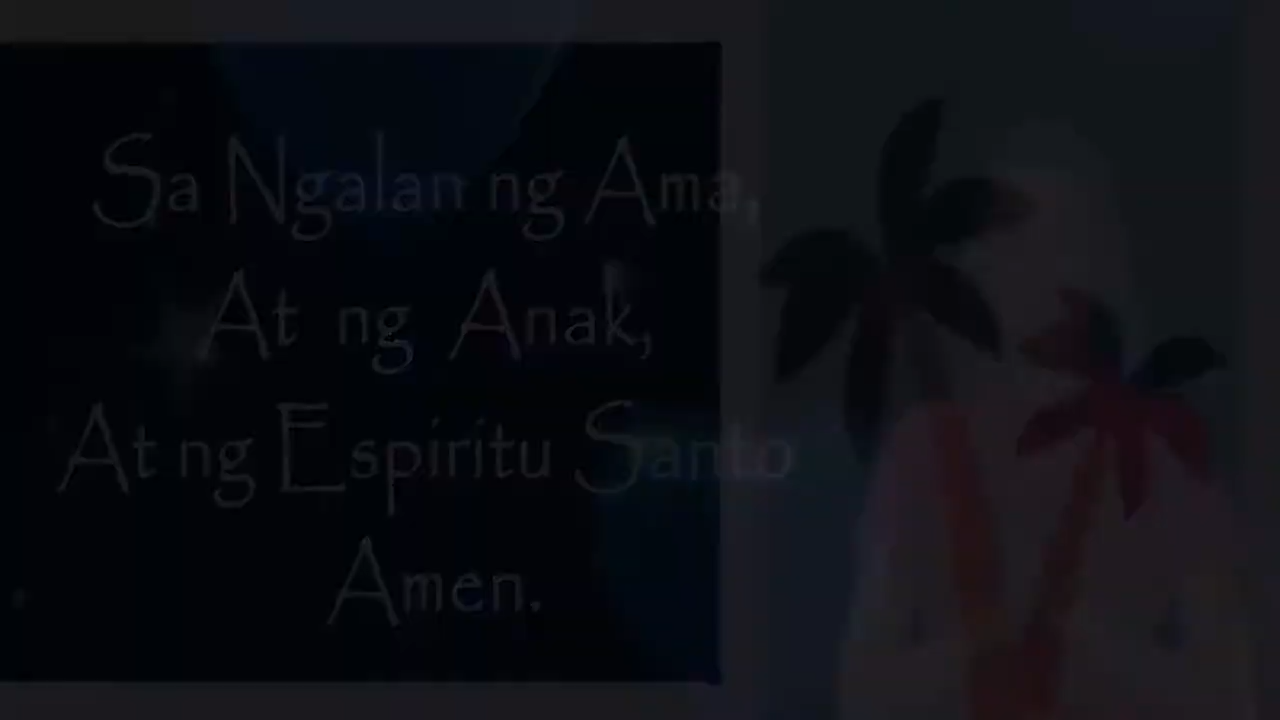 Sa Ngalan ng Ama,
At ng Anak,
At ng Espiritu Santo
Amen.